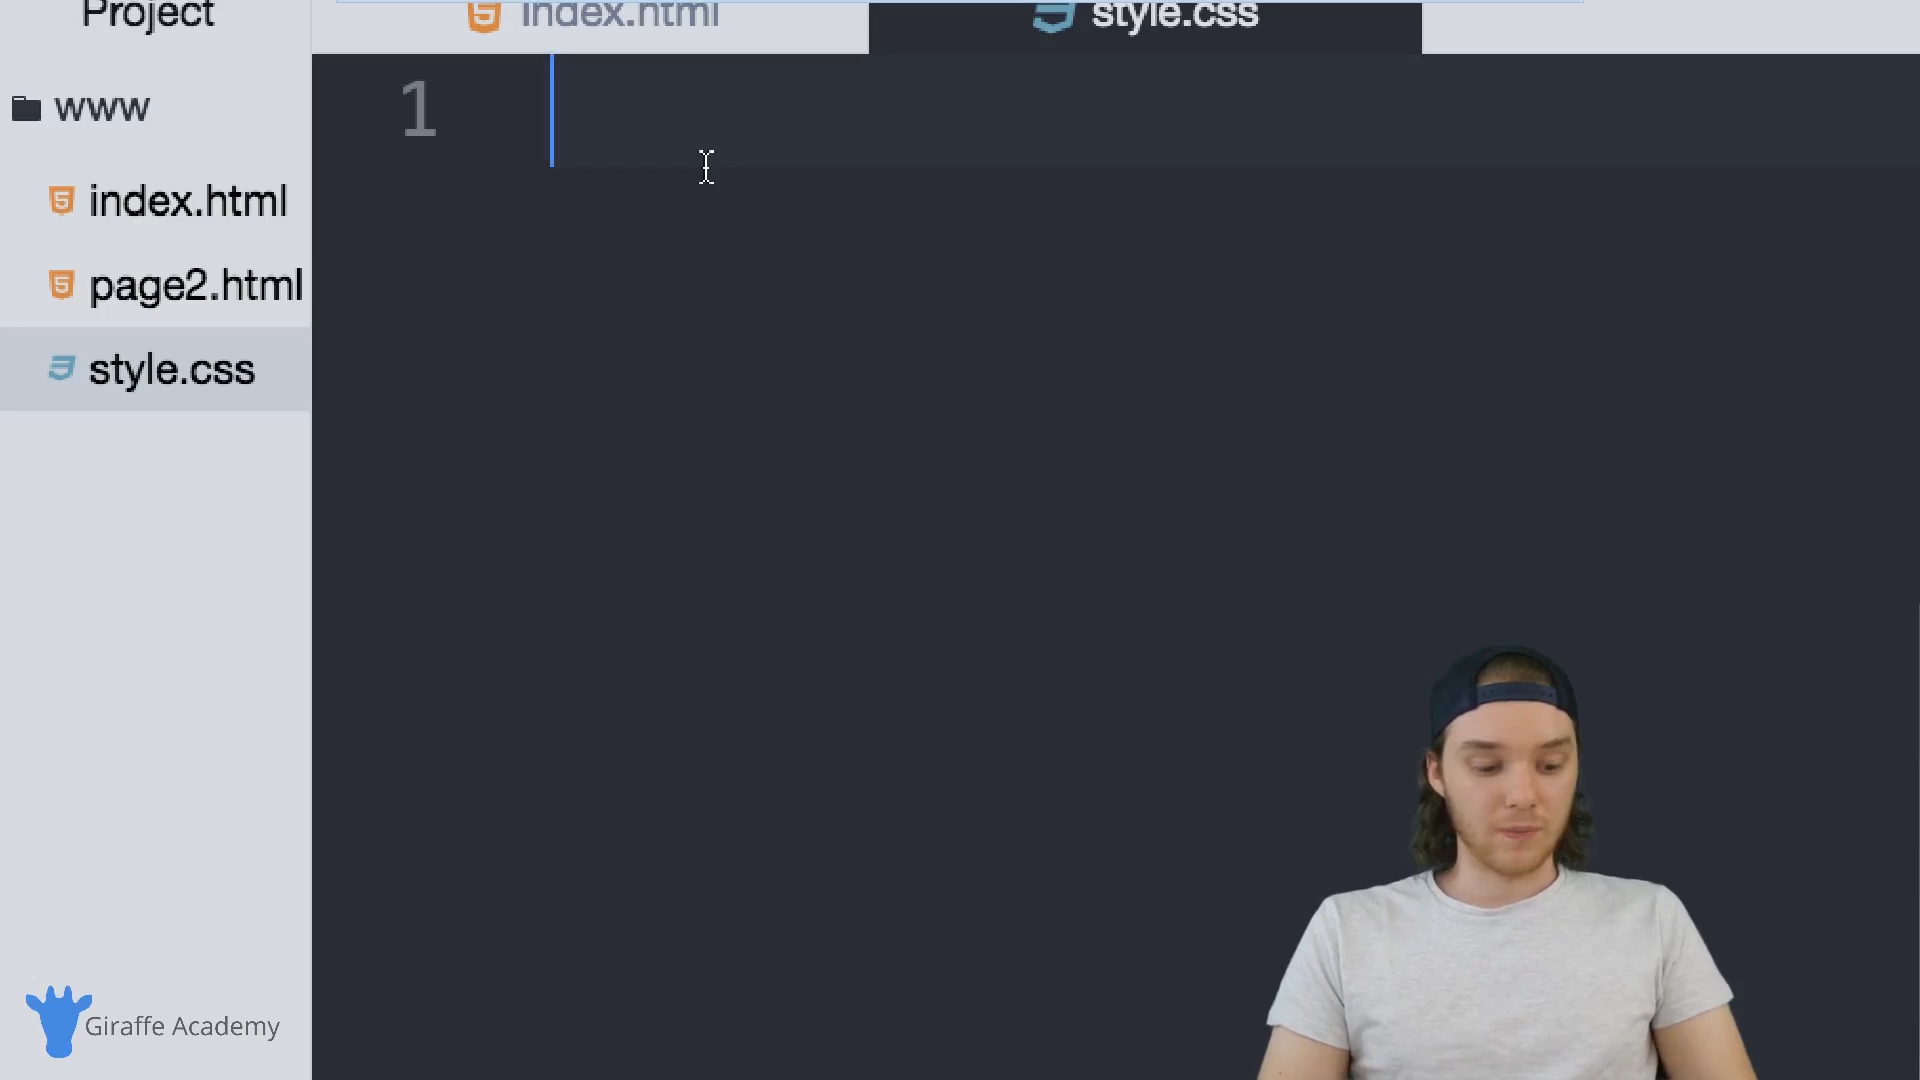 Project
index.html
style.css
www
index.html
page2.html
style.css
1
Giraffe Academy